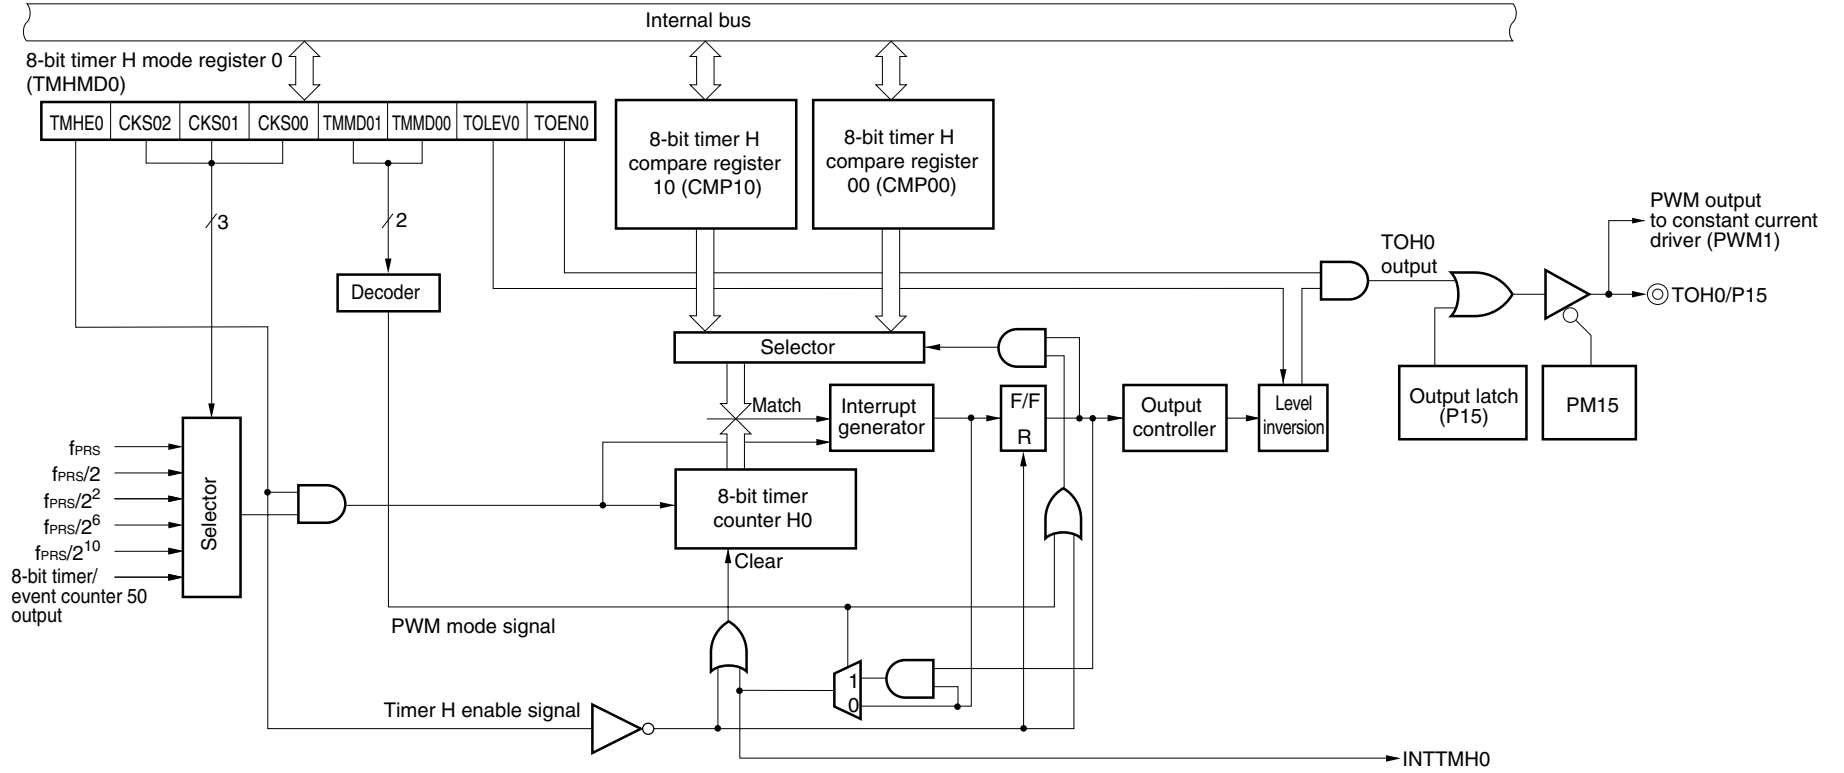 Internal bus
8-bit timer H mode register 0
(TMHMD0)
TMHE0 CKS02 CKS01 CKS00 TMMD01 TMMD00 TOLEV0 TOEN0
8-bit timer H
compare register
10 (CMP10)
8-bit timer H
compare register
00 (CMP00)
3
2
Decoder
PWM output
to constant current
driver (PWM1)
TOH0
output
TOH0/P15
Selector
Match
Interrupt
generator
F/F
R
Output
controller
Level
inversion
Output latch
(P15)
PM15
fPRS
fPRS/2
fPRS/2²
fPRS/2⁶
fPRS/2¹⁰
8-bit timer/
event counter 50
output
Selector
8-bit timer
counter H0
Clear
PWM mode signal
1
0
Timer H enable signal
INTTMH0